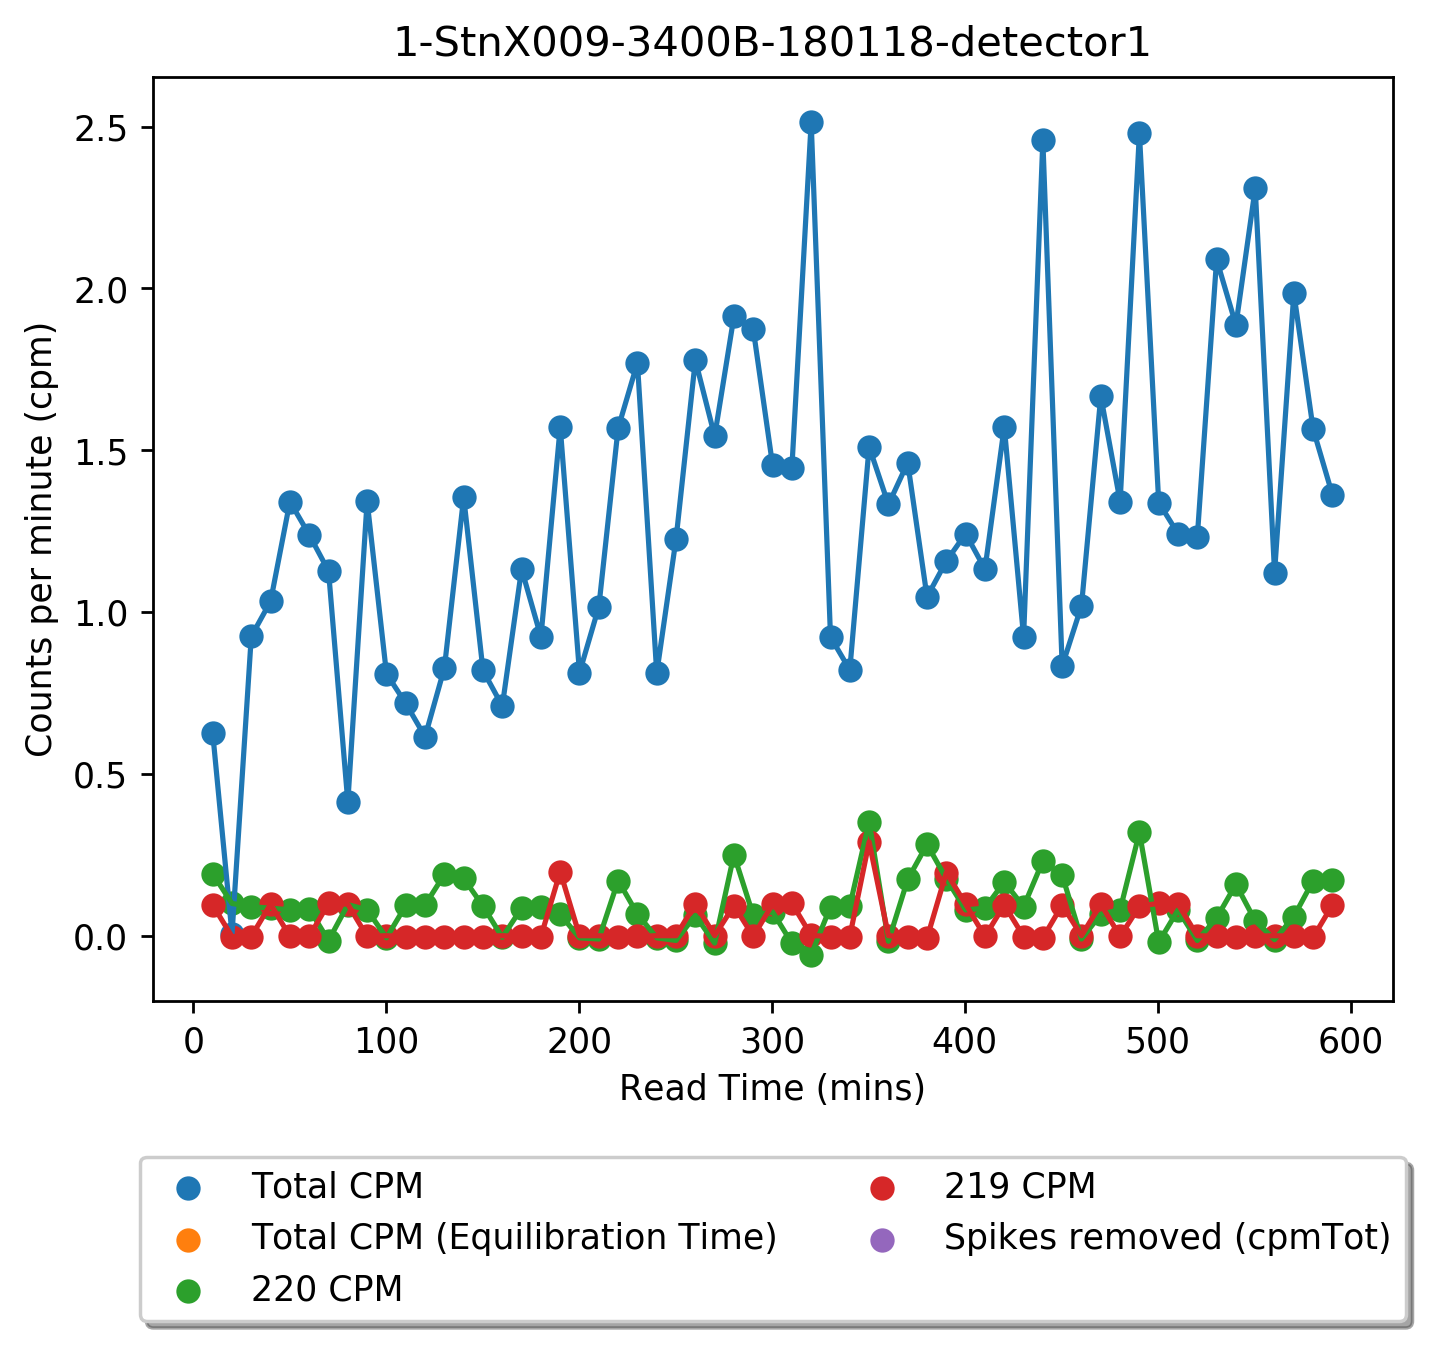 1-StnX009-3400B-180118-detector1
Counts per minute (cpm)
2.5
2.0
1.5
1.0
0.5
0.0
0 100 200 300 400 500 600
Read Time (mins)
Total CPM
Total CPM (Equilibration Time)
220 CPM
219 CPM
Spikes removed (cpmTot)